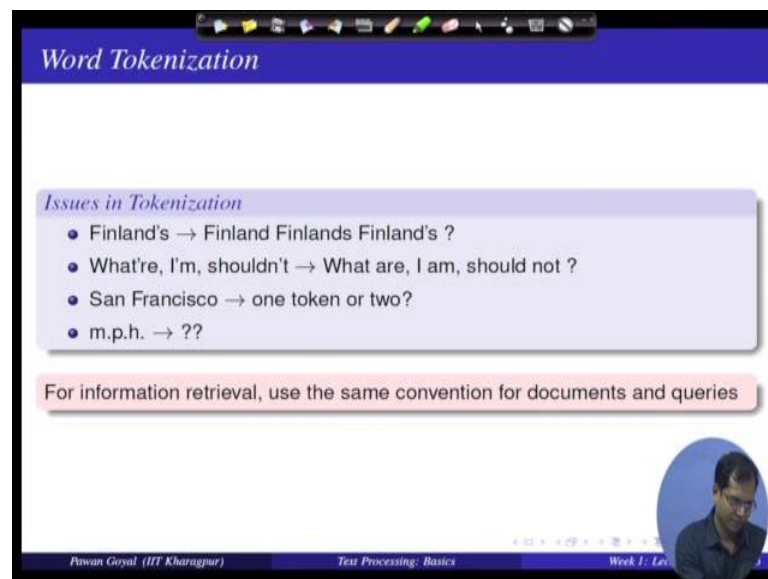 Word Tokenization
Issues in Tokenization
Finland's → Finland Finlands Finland's ?
What're, I'm, shouldn't → What are, I am, should not ?
San Francisco → one token or two?
m.p.h. → ??
For information retrieval, use the same convention for documents and queries
Pawan Goyal (IIT Kharagpur) Text Processing: Basics Week 1: